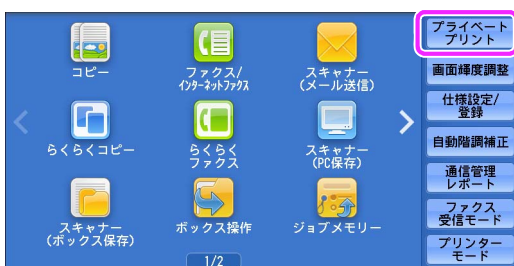 コピー
ファクス/
インターネットファクス
スキャナー
(メール送信)
らくらくコピー
らくらく
ファクス
スキャナー
(PC保存)
スキャナー
(ボックス保存)
ボックス操作
ジョブメモリー
1/2
プライベート
プリント
画面輝度調整
仕様設定/
登録
自動階調補正
通信管理
レポート
ファクス
受信モード
プリンター
モード